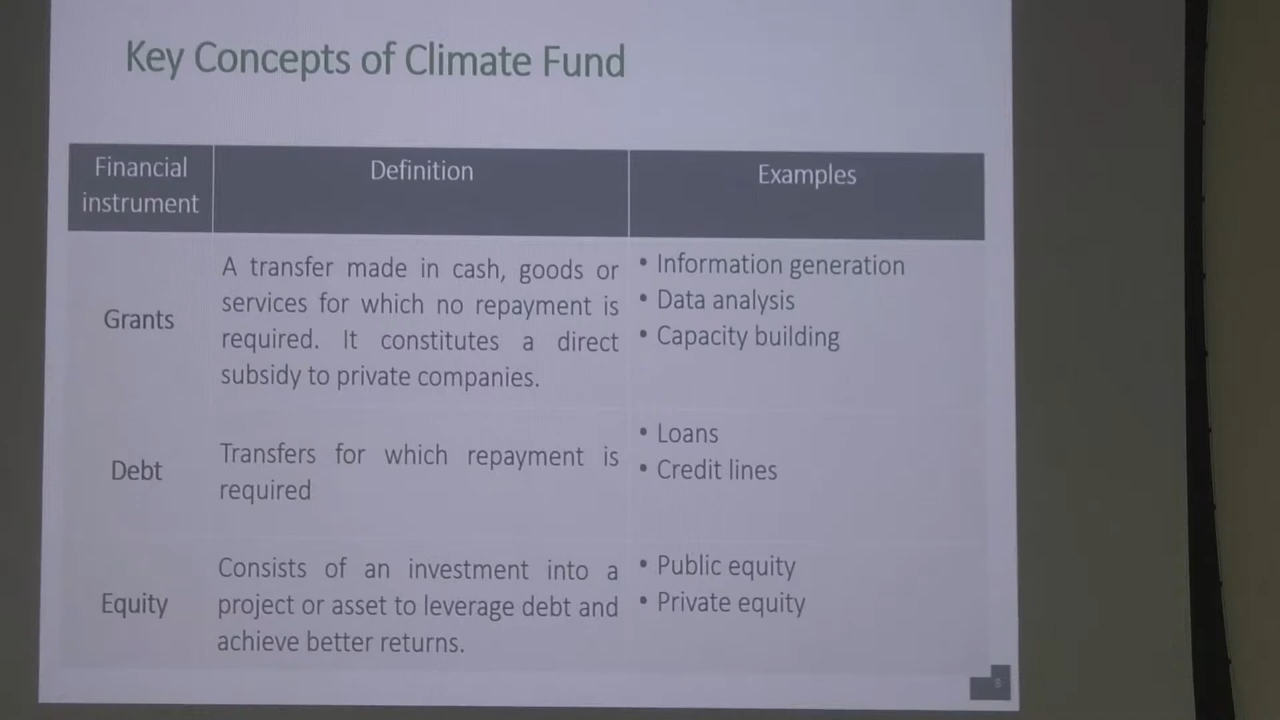 Key Concepts of Climate Fund
Financial
instrument
Definition
Examples
Grants
A transfer made in cash, goods or
services for which no repayment is
required. It constitutes a direct
subsidy to private companies.
• Information generation
• Data analysis
• Capacity building
Debt
Transfers for which repayment is
required
• Loans
• Credit lines
Equity
Consists of an investment into a
project or asset to leverage debt and
achieve better returns.
• Public equity
• Private equity